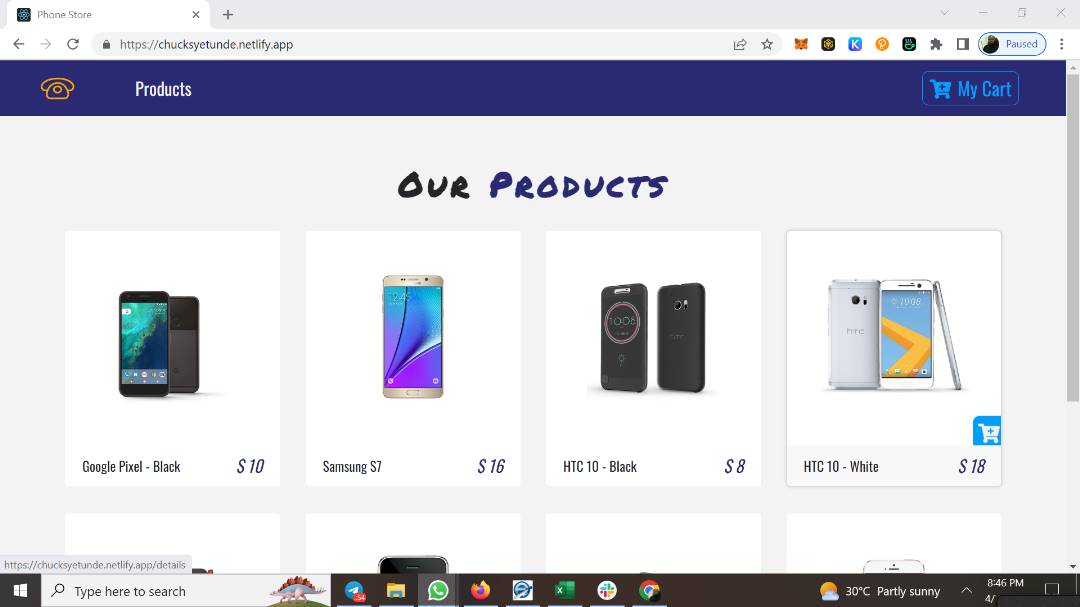 Phone Store
https://chucksyetunde.netlify.app
Paused
Products
My Cart
Our Products
Google Pixel - Black $ 10
Samsung S7 $ 16
HTC 10 - Black $ 8
HTC 10 - White $ 18
https://chucksyetunde.netlify.app/details
Type here to search
30°C Partly sunny
8:46 PM
4/